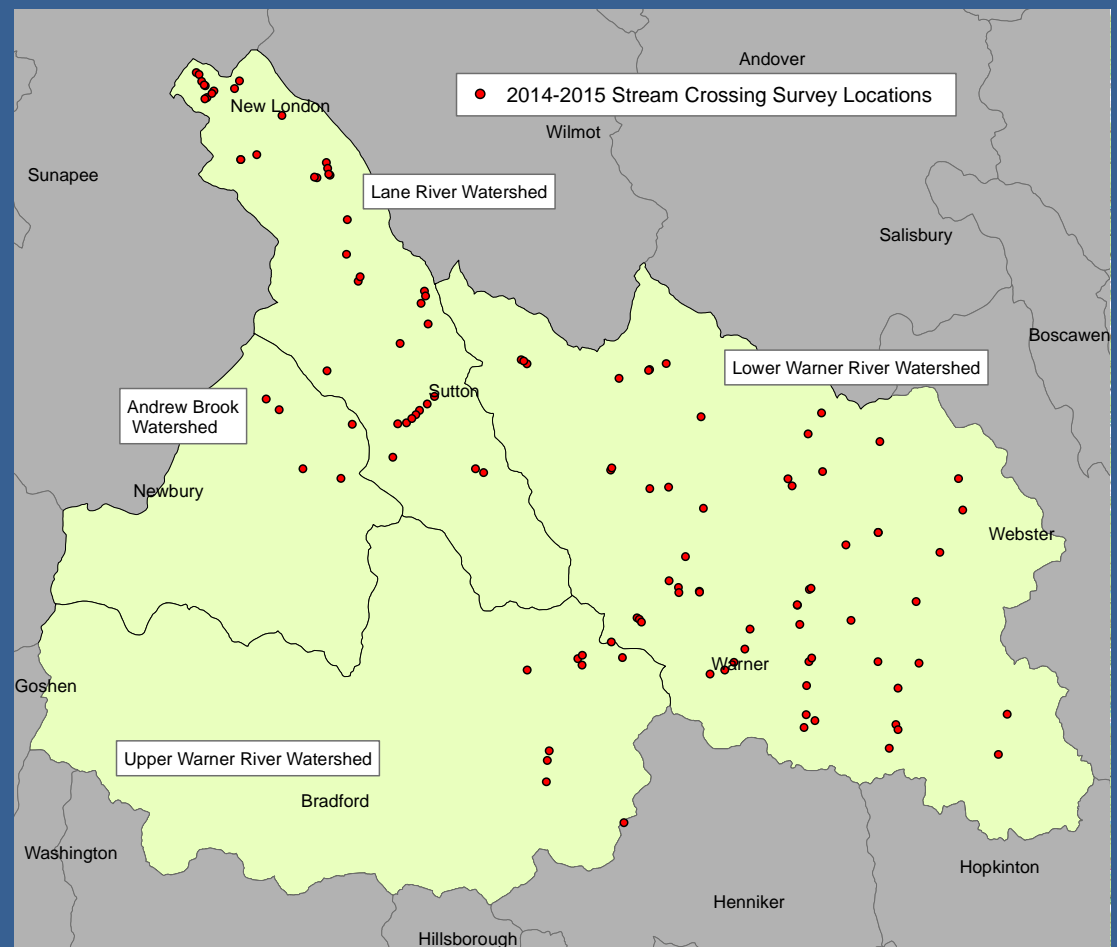 Andover
2014-2015 Stream Crossing Survey Locations
New London
Wilmot
Sunapee
Lane River Watershed
Salisbury
Boscawen
Lower Warner River Watershed
Sutton
Andrew Brook
Watershed
Newbury
Webster
Warner
Goshen
Upper Warner River Watershed
Bradford
Washington
Hopkinton
Henniker
Hillsborough